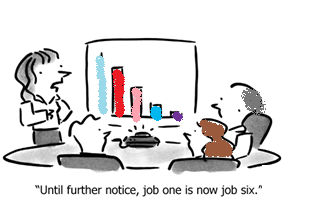 “Until further notice, job one is now job six.”